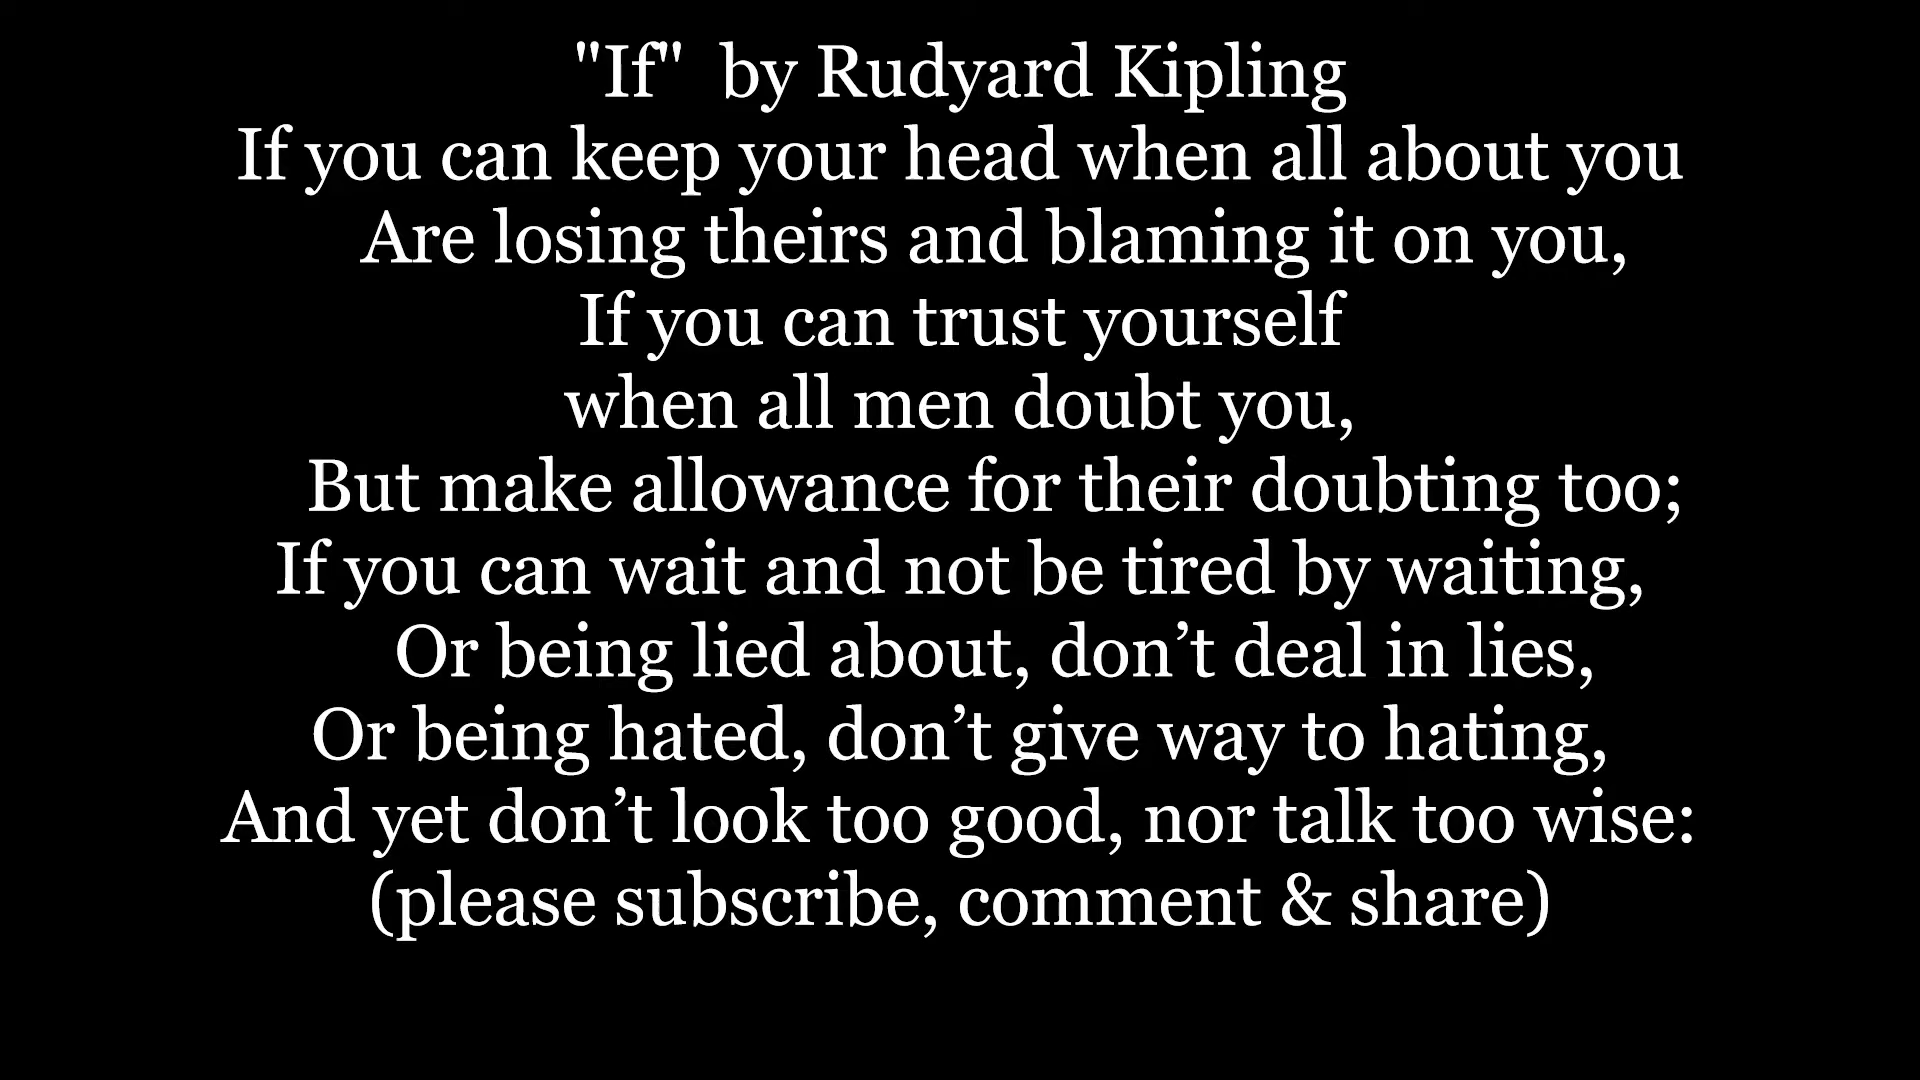 "If"  by Rudyard Kipling
If you can keep your head when all about you
Are losing theirs and blaming it on you,
If you can trust yourself
when all men doubt you,
But make allowance for their doubting too;
If you can wait and not be tired by waiting,
Or being lied about, don’t deal in lies,
Or being hated, don’t give way to hating,
And yet don’t look too good, nor talk too wise:
(please subscribe, comment & share)